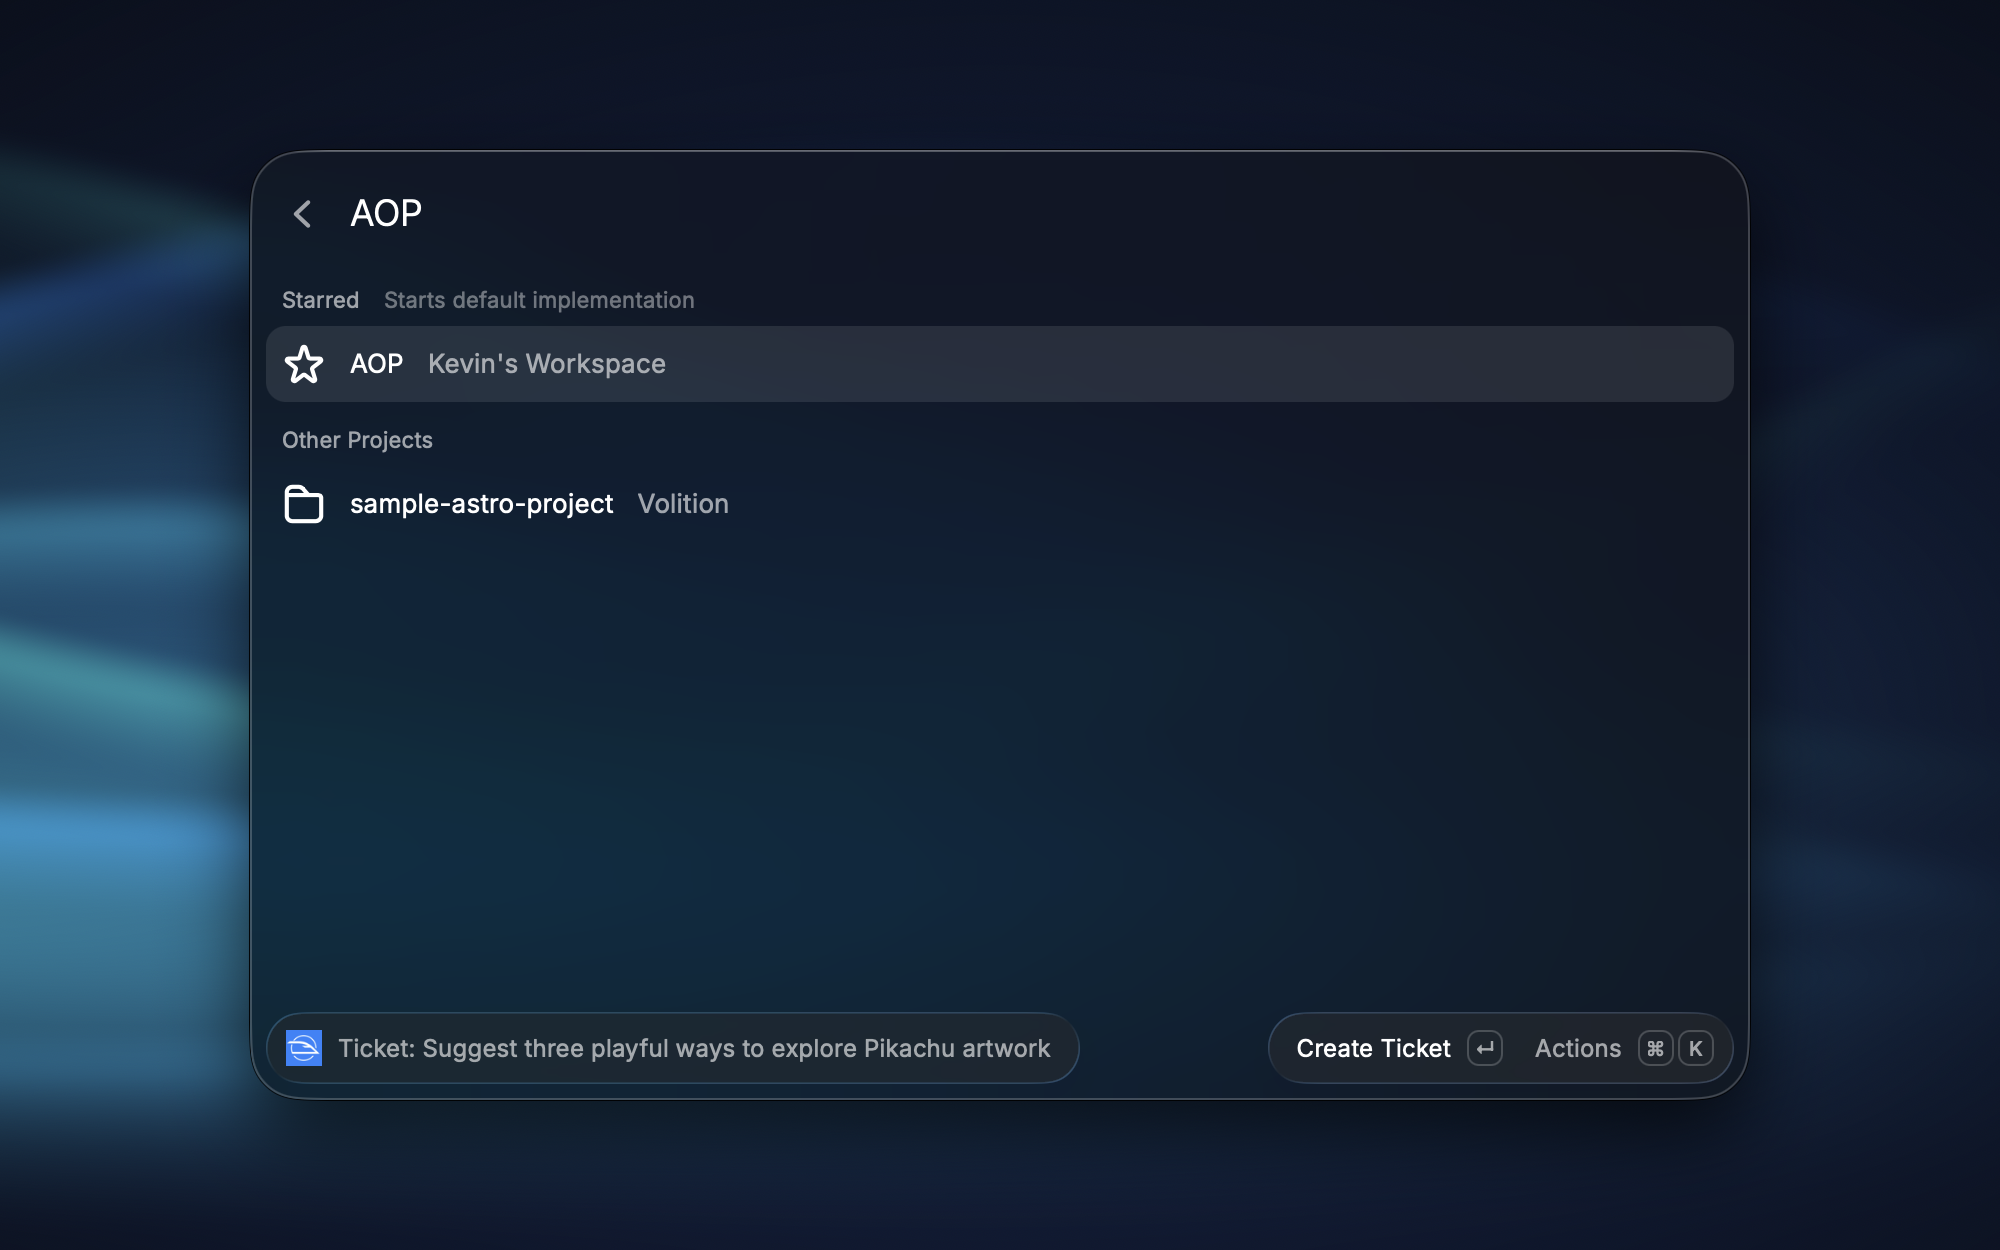 AOP
Starred Starts default implementation
AOP Kevin's Workspace
Other Projects
sample-astro-project Volition
Ticket: Suggest three playful ways to explore Pikachu artwork
Create Ticket ↵ Actions ⌘ K